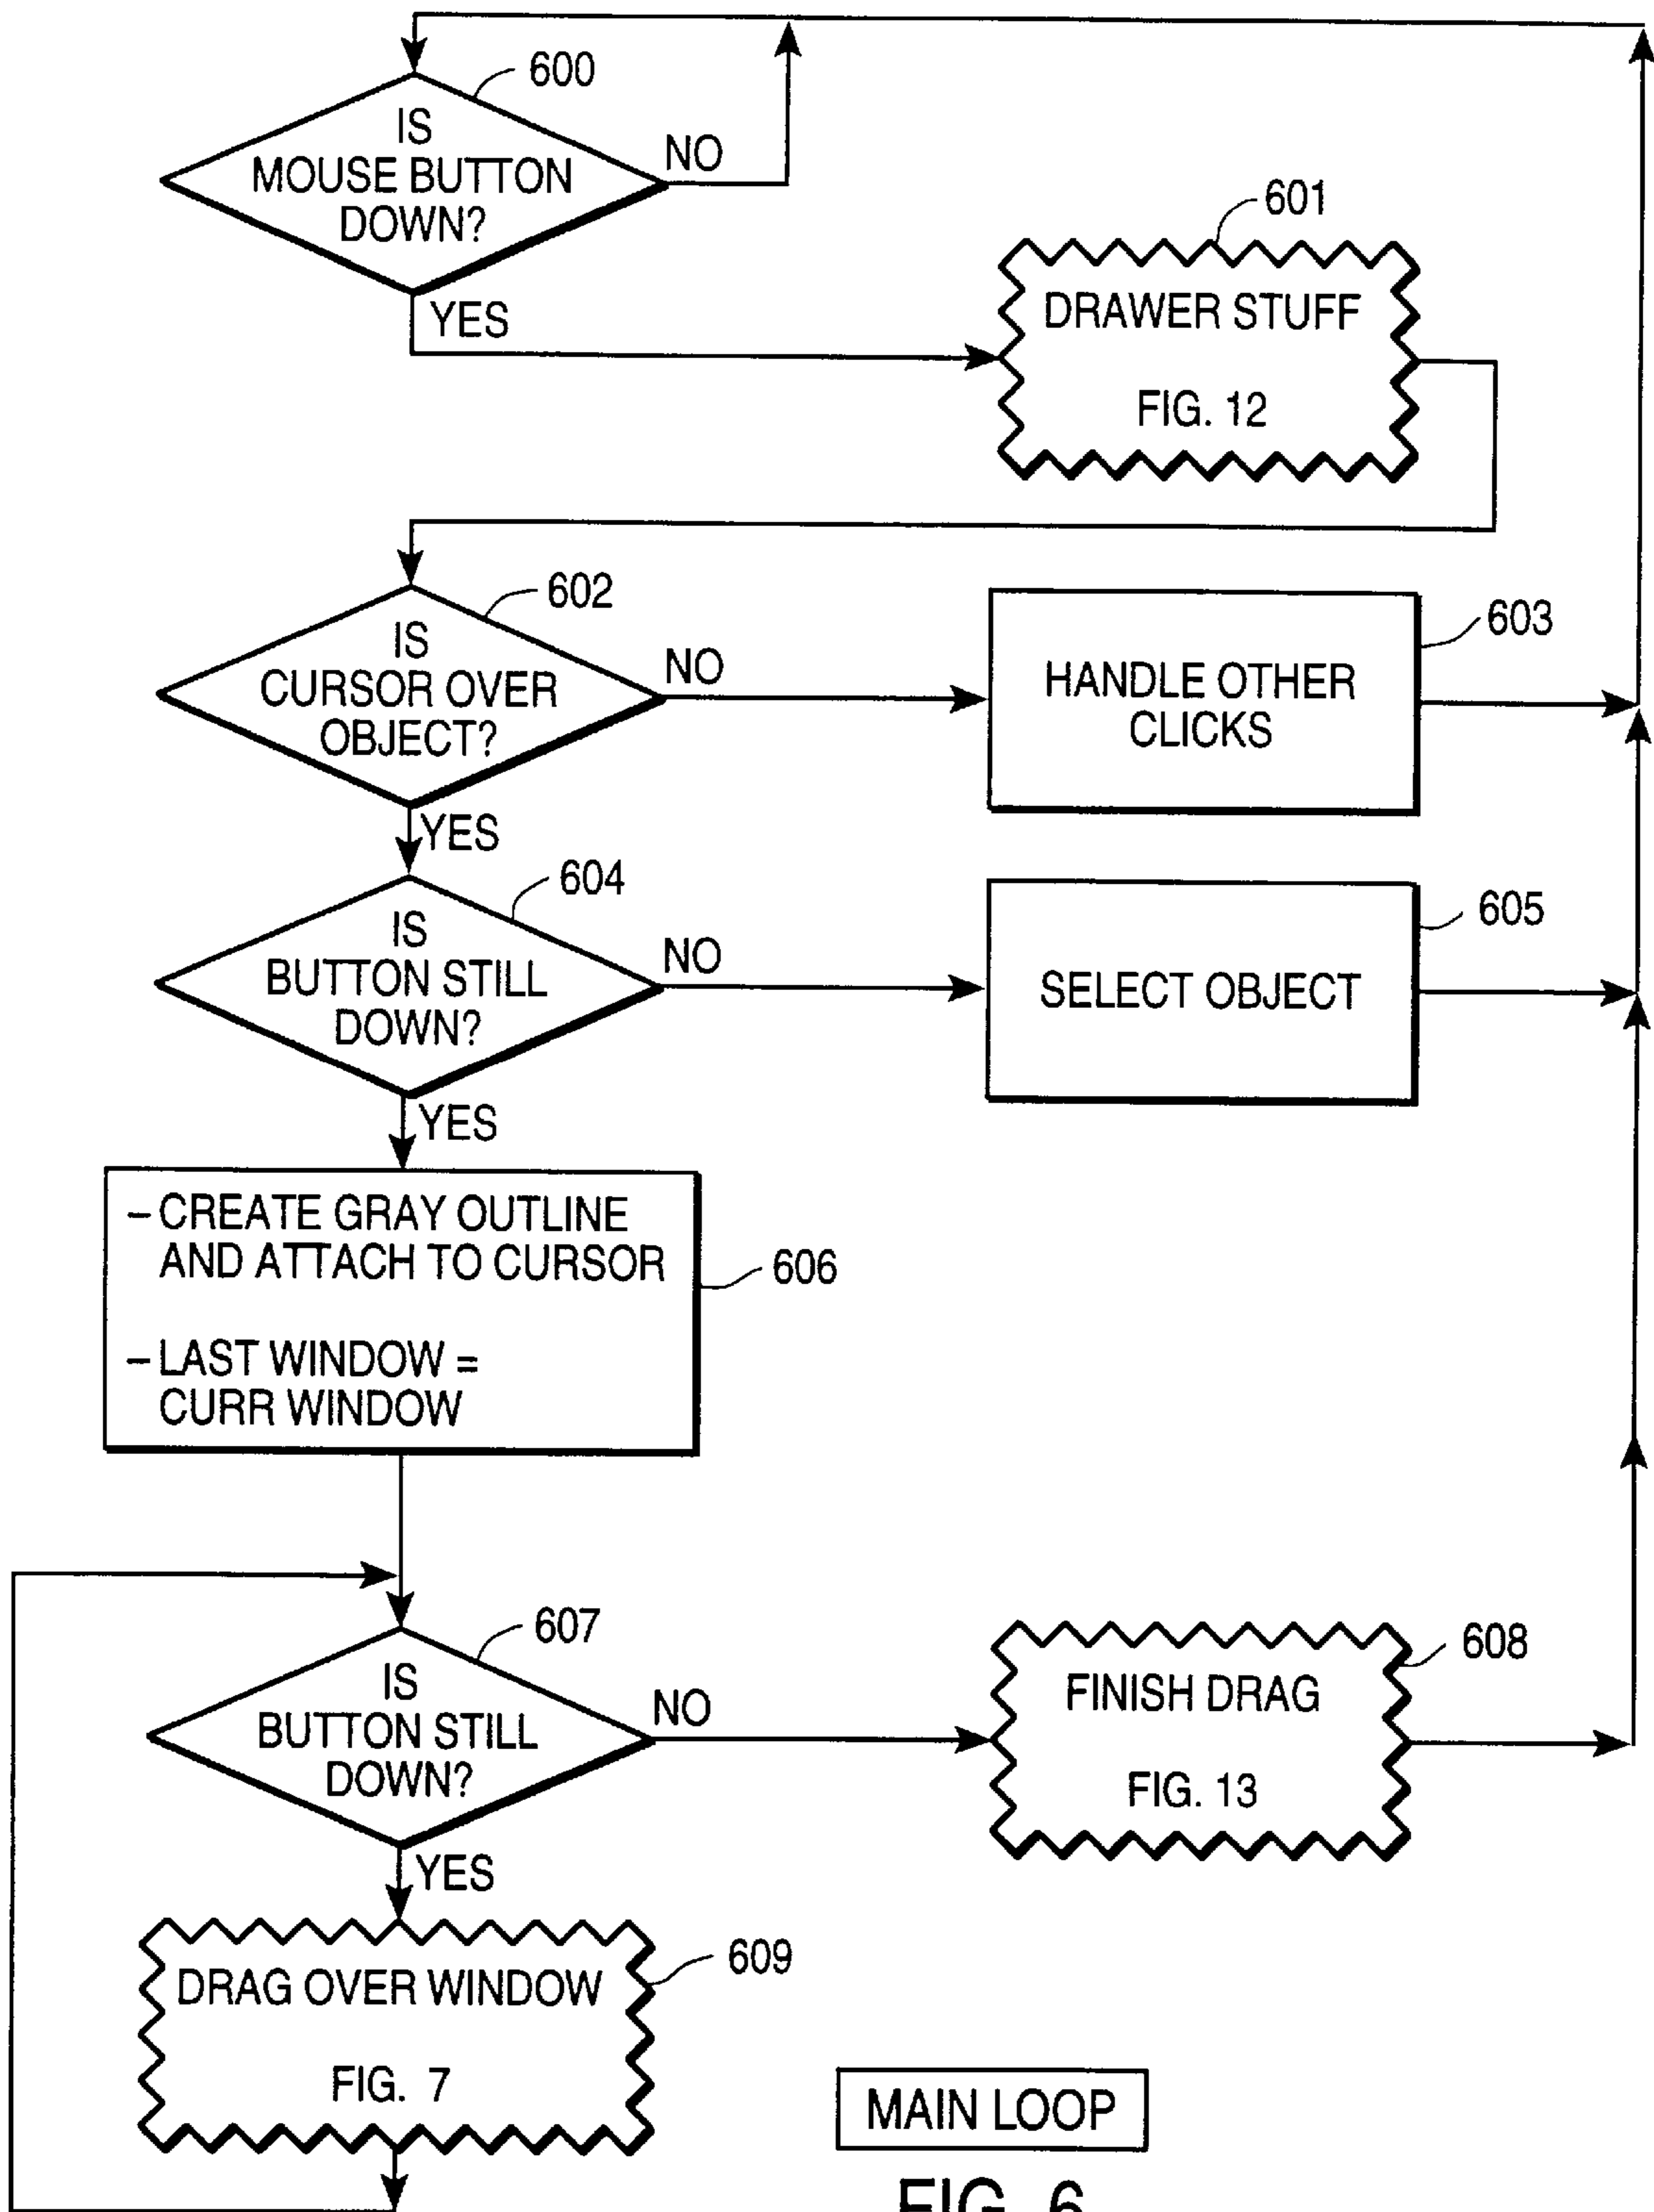 600
IS
MOUSE BUTTON
DOWN?
NO
YES
601
DRAWER STUFF
FIG. 12
602
IS
CURSOR OVER
OBJECT?
NO
YES
603
HANDLE OTHER
CLICKS
604
IS
BUTTON STILL
DOWN?
NO
YES
605
SELECT OBJECT
– CREATE GRAY OUTLINE
AND ATTACH TO CURSOR
– LAST WINDOW =
CURR WINDOW
606
607
IS
BUTTON STILL
DOWN?
NO
YES
608
FINISH DRAG
FIG. 13
609
DRAG OVER WINDOW
FIG. 7
MAIN LOOP
FIG. 6